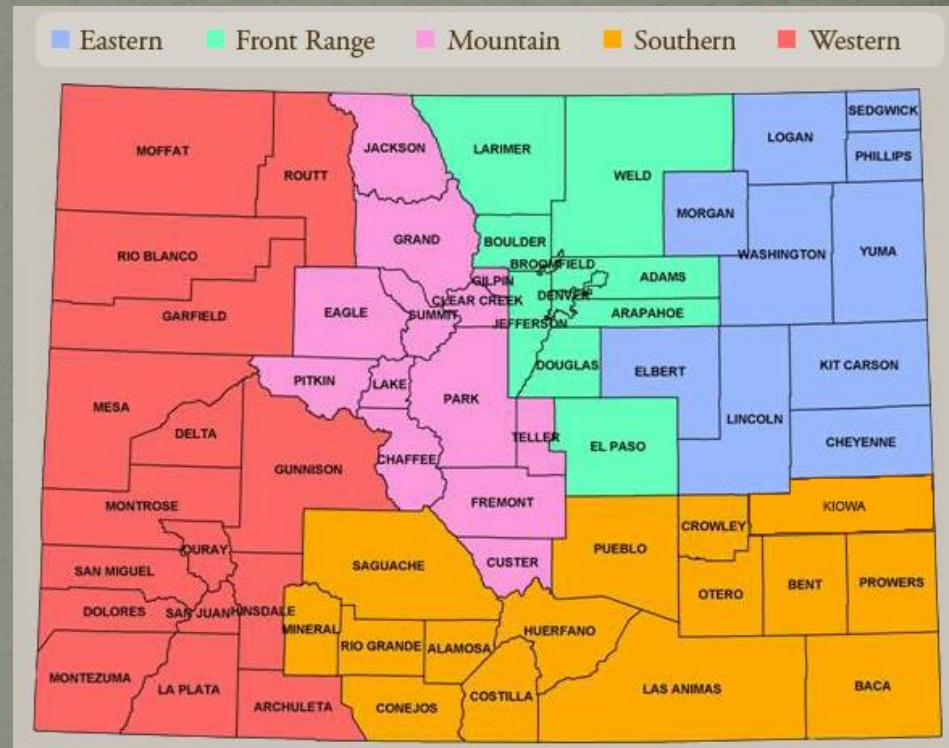 Eastern Front Range Mountain Southern Western
SEDGWICK
LOGAN
MOFFAT
JACKSON
LARIMER
PHILLIPS
ROUTT
WELD
MORGAN
GRAND
BOULDER
RIO BLANCO
WASHINGTON
YUMA
BROOMFIELD
ADAMS
GILPIN
CLEAR CREEK
DENVER
GARFIELD
EAGLE
SUMMIT
ARAPAHOE
JEFFERSON
PITKIN
LAKE
DOUGLAS
ELBERT
KIT CARSON
PARK
MESA
LINCOLN
DELTA
TELLER
EL PASO
CHEYENNE
CHAFFEE
GUNNISON
MONTROSE
FREMONT
KIOWA
CROWLEY
OURAY
PUEBLO
SAGUACHE
CUSTER
SAN MIGUEL
BENT
PROWERS
OTERO
DOLORES
SAN JUAN
HINSDALE
MINERAL
HUERFANO
RIO GRANDE
ALAMOSA
MONTEZUMA
LA PLATA
COSTILLA
LAS ANIMAS
BACA
ARCHULETA
CONEJOS